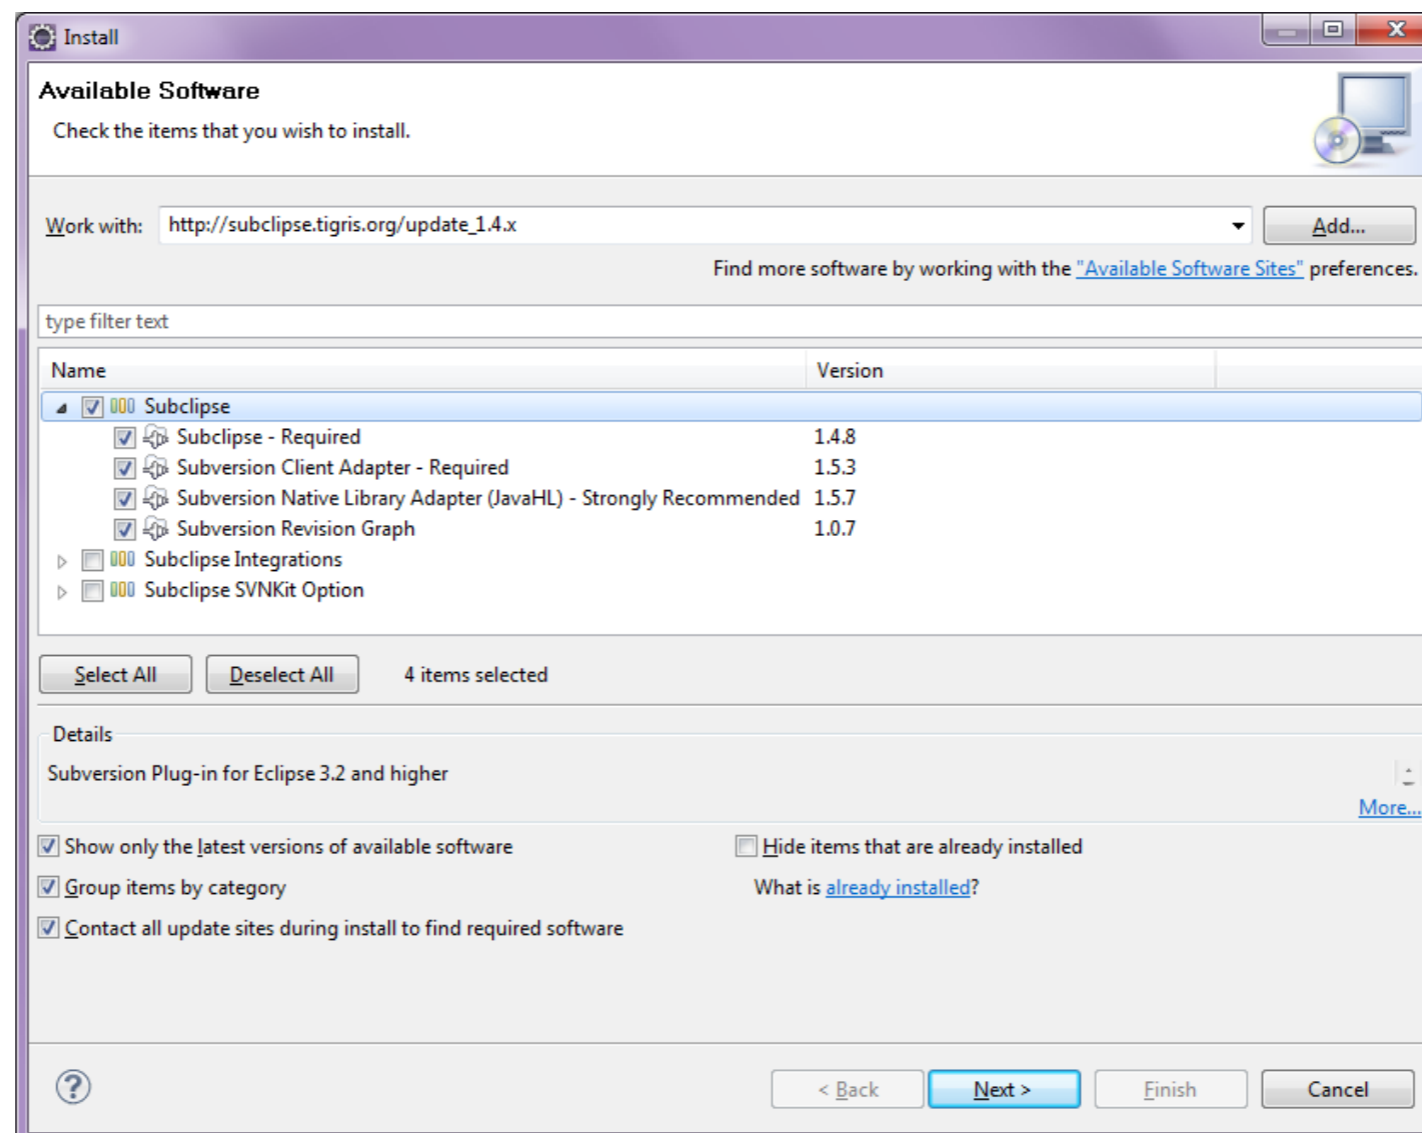 Install
Available Software
Check the items that you wish to install.
Work with: http://subclipse.tigris.org/update_1.4.x Add...
Find more software by working with the "Available Software Sites" preferences.
type filter text
Name Version
Subclipse
Subclipse - Required 1.4.8
Subversion Client Adapter - Required 1.5.3
Subversion Native Library Adapter (JavaHL) - Strongly Recommended 1.5.7
Subversion Revision Graph 1.0.7
Subclipse Integrations
Subclipse SVNKit Option
Select All Deselect All 4 items selected
Details
Subversion Plug-in for Eclipse 3.2 and higher
More...
Show only the latest versions of available software Hide items that are already installed
Group items by category What is already installed?
Contact all update sites during install to find required software
? < Back Next > Finish Cancel